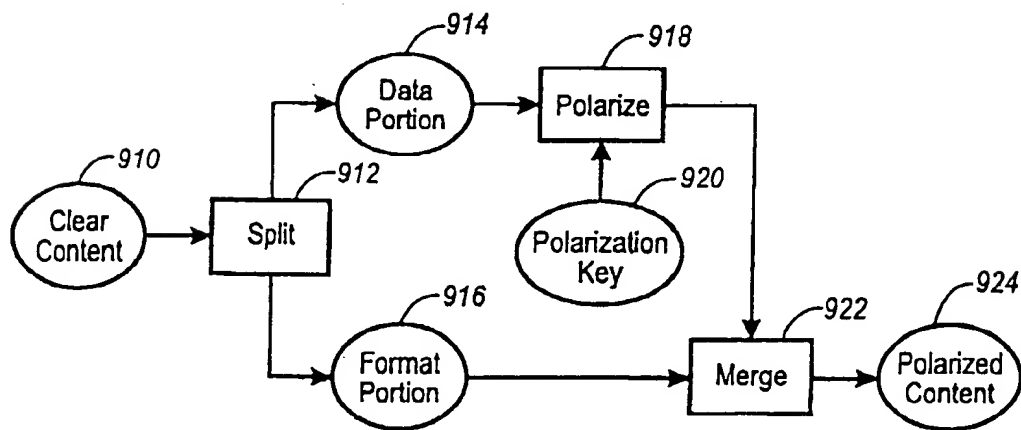 914
Data
Portion
918
Polarize
910
Clear
Content
912
Split
920
Polarization
Key
916
Format
Portion
922
Merge
924
Polarized
Content